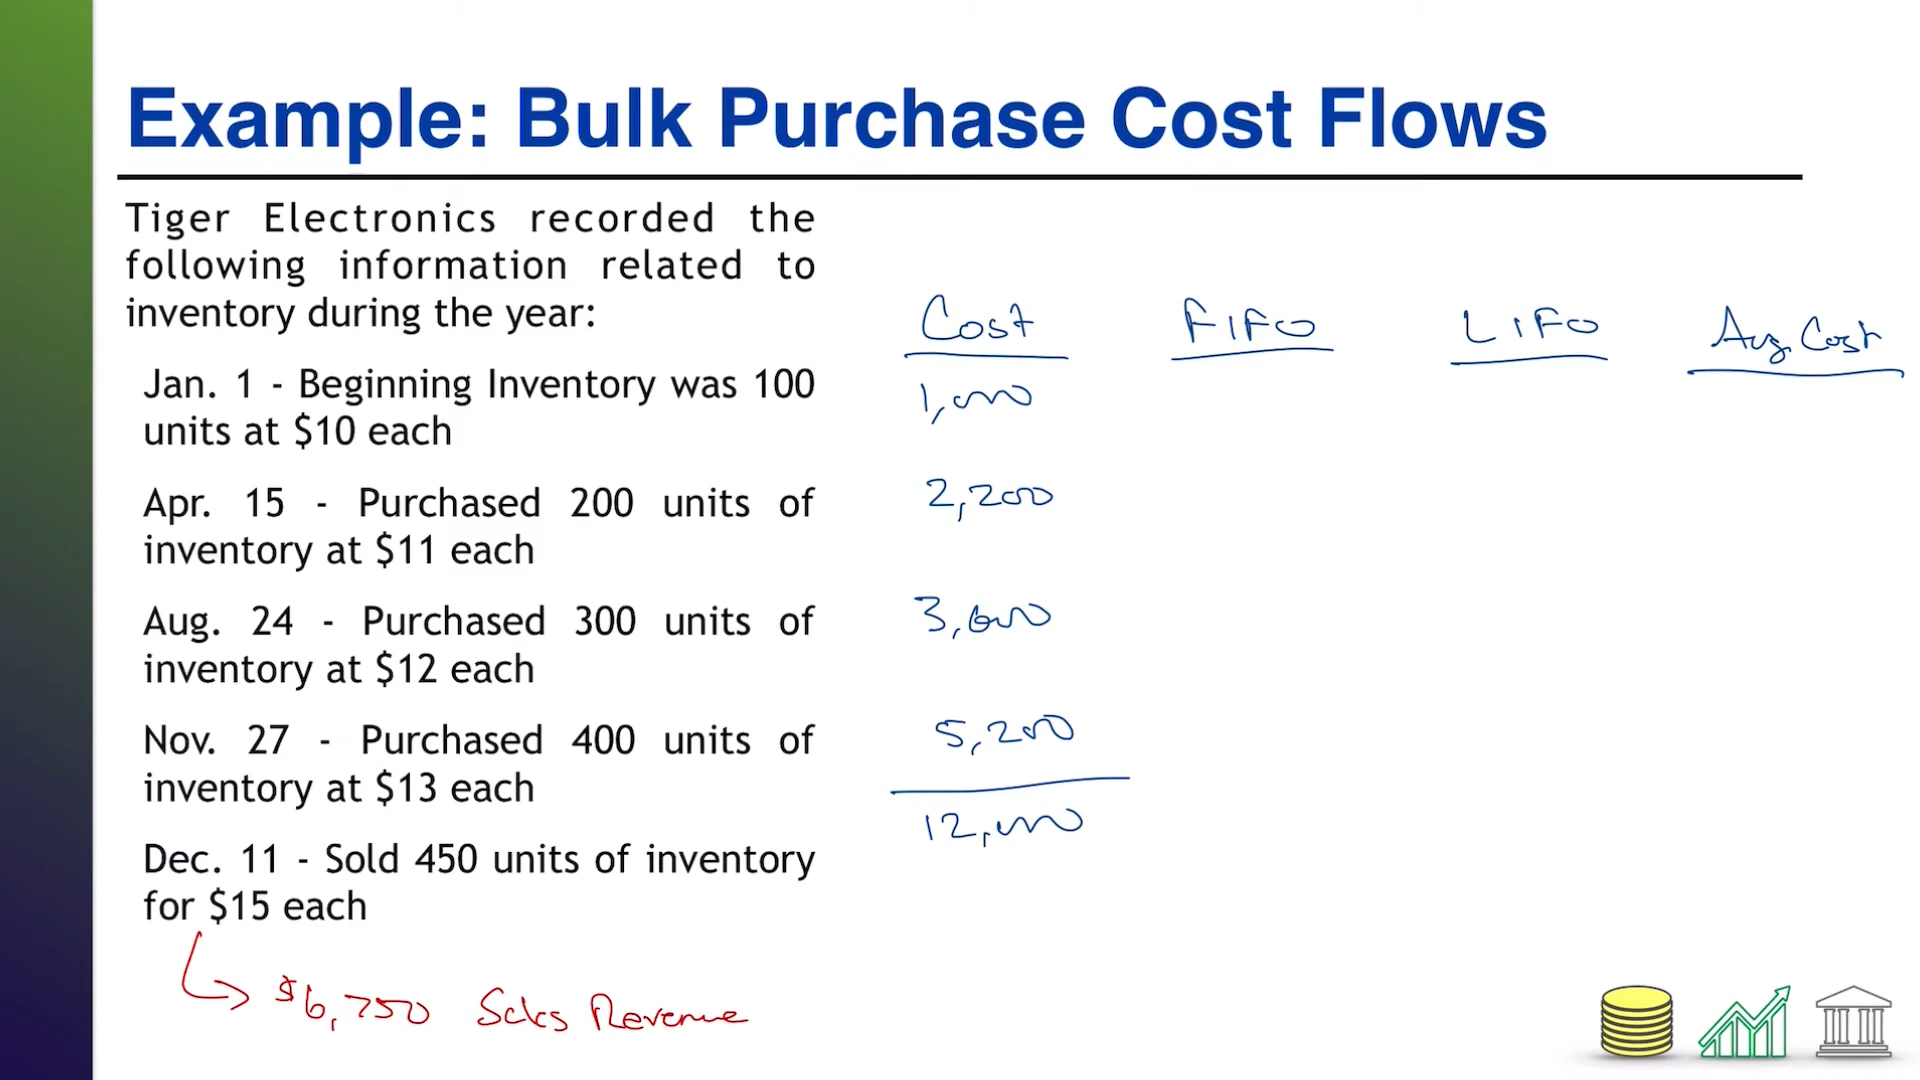 Example: Bulk Purchase Cost Flows
Tiger Electronics recorded the
following information related to
inventory during the year:
Jan. 1 - Beginning Inventory was 100
units at $10 each
Apr. 15 - Purchased 200 units of
inventory at $11 each
Aug. 24 - Purchased 300 units of
inventory at $12 each
Nov. 27 - Purchased 400 units of
inventory at $13 each
Dec. 11 - Sold 450 units of inventory
for $15 each
$6,750 Sales Revenue
Cost FIFO LIFO Avg. Cost
1,000
2,200
3,600
5,200
12,000